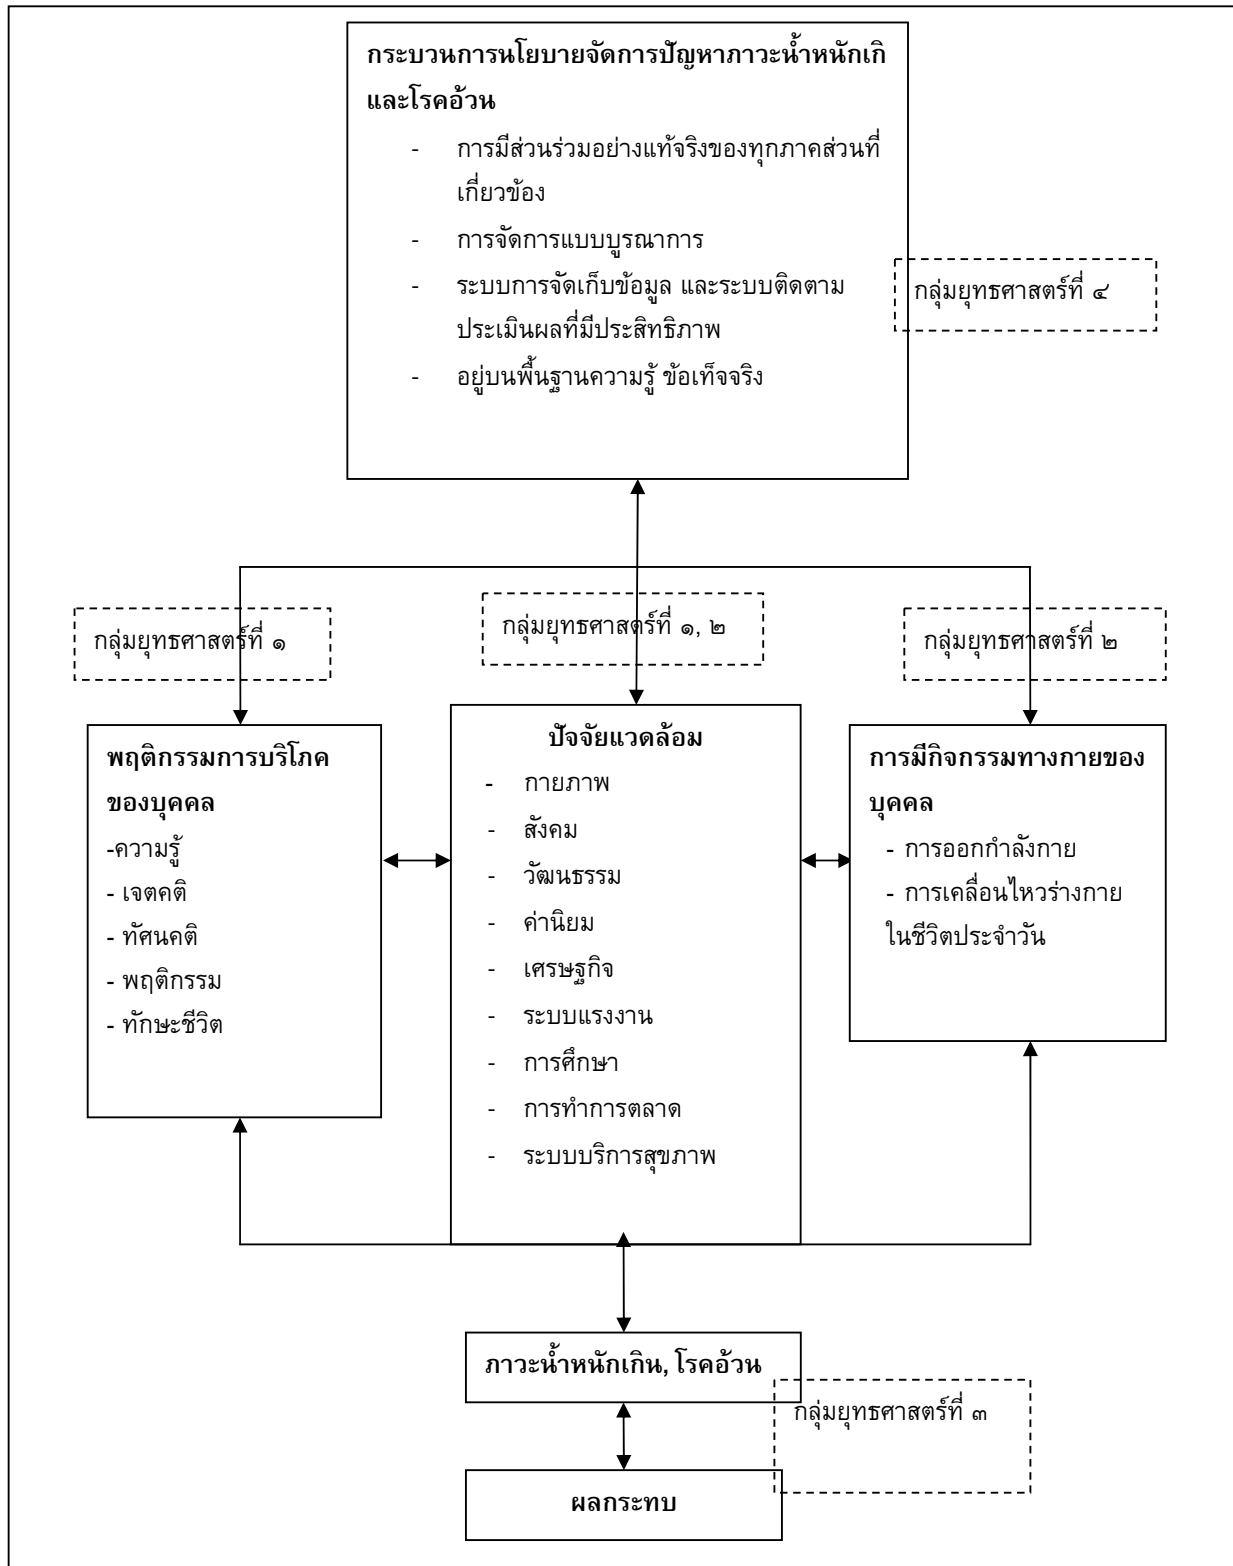 กระบวนการนโยบายจัดการปัญหาภาวะน้ำหนักเกิ
และโรคอ้วน
- การมีส่วนร่วมอย่างแท้จริงของทุกภาคส่วนที่
เกี่ยวข้อง
- การจัดการแบบบูรณาการ
- ระบบการจัดเก็บข้อมูล และระบบติดตาม
ประเมินผลที่มีประสิทธิภาพ
- อยู่บนพื้นฐานความรู้ ข้อเท็จจริง
กลุ่มยุทธศาสตร์ที่ ๔
กลุ่มยุทธศาสตร์ที่ ๑
กลุ่มยุทธศาสตร์ที่ ๑, ๒
กลุ่มยุทธศาสตร์ที่ ๒
พฤติกรรมการบริโภค
ของบุคคล
-ความรู้
- เจตคติ
- ทัศนคติ
- พฤติกรรม
- ทักษะชีวิต
ปัจจัยแวดล้อม
- กายภาพ
- สังคม
- วัฒนธรรม
- ค่านิยม
- เศรษฐกิจ
- ระบบแรงงาน
- การศึกษา
- การทำการตลาด
- ระบบบริการสุขภาพ
การมีกิจกรรมทางกายของ
บุคคล
- การออกกำลังกาย
- การเคลื่อนไหวร่างกาย
ในชีวิตประจำวัน
ภาวะน้ำหนักเกิน, โรคอ้วน
กลุ่มยุทธศาสตร์ที่ ๓
ผลกระทบ